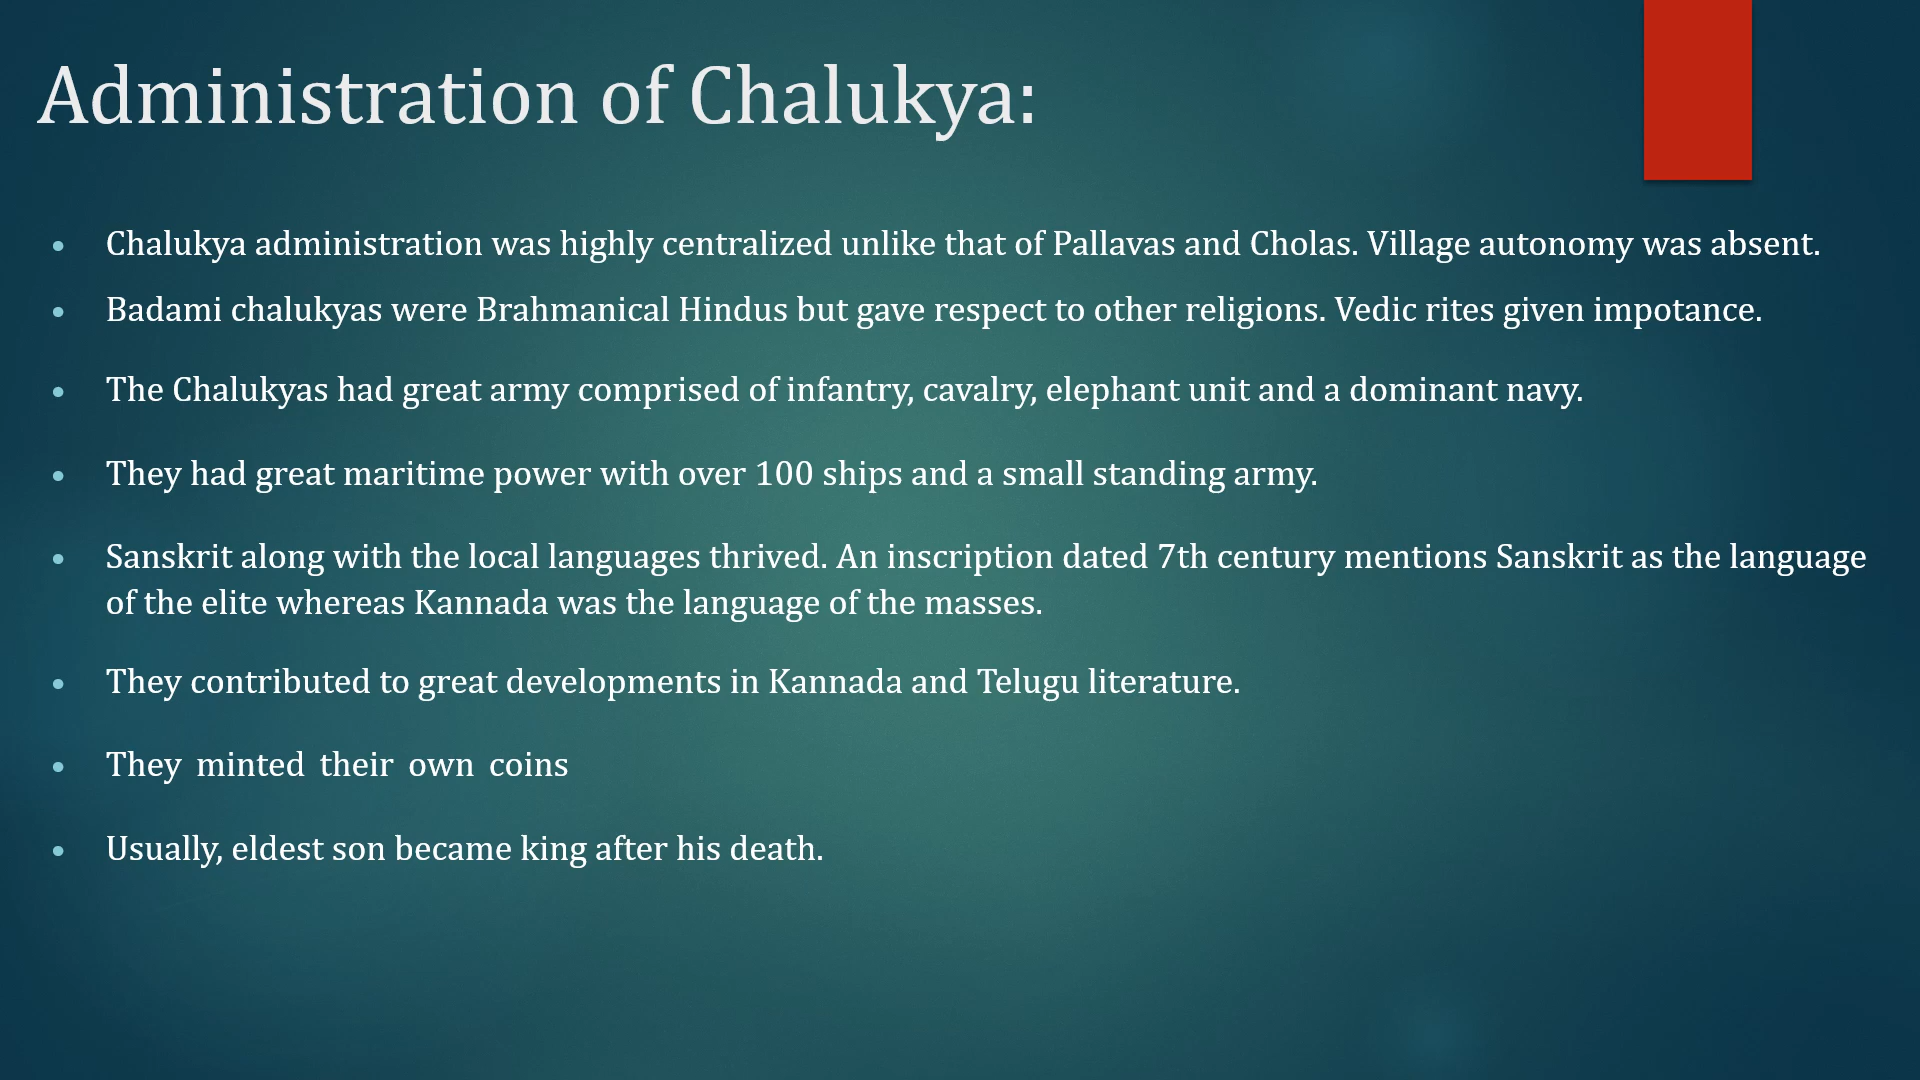 Administration of Chalukya:
• Chalukya administration was highly centralized unlike that of Pallavas and Cholas. Village autonomy was absent.
• Badami chalukyas were Brahmanical Hindus but gave respect to other religions. Vedic rites given impotance.
• The Chalukyas had great army comprised of infantry, cavalry, elephant unit and a dominant navy.
• They had great maritime power with over 100 ships and a small standing army.
• Sanskrit along with the local languages thrived. An inscription dated 7th century mentions Sanskrit as the language
of the elite whereas Kannada was the language of the masses.
• They contributed to great developments in Kannada and Telugu literature.
• They minted their own coins
• Usually, eldest son became king after his death.